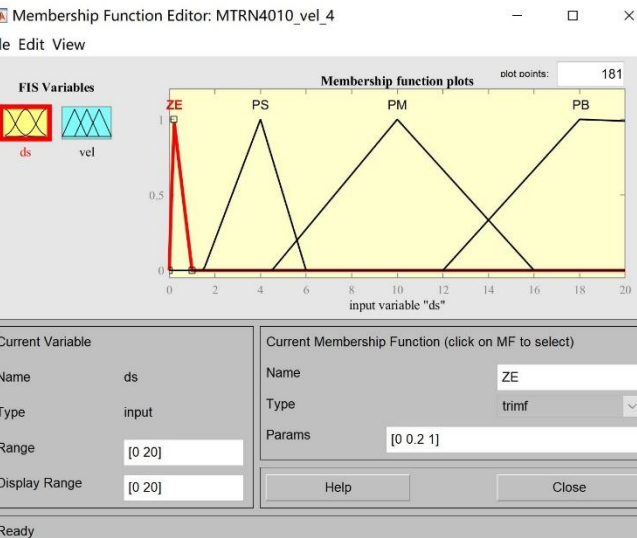 Membership Function Editor: MTRN4010_vel_4
le Edit View
FIS Variables
ds
vel
Membership function plots
plot points:
181
ZE
PS
PM
PB
1
0.5
0
0 2 4 6 8 10 12 14 16 18 20
input variable "ds"
Current Variable
Name ds
Type input
Range [0 20]
Display Range [0 20]
Current Membership Function (click on MF to select)
Name ZE
Type trimf
Params [0 0.2 1]
Help
Close
Ready